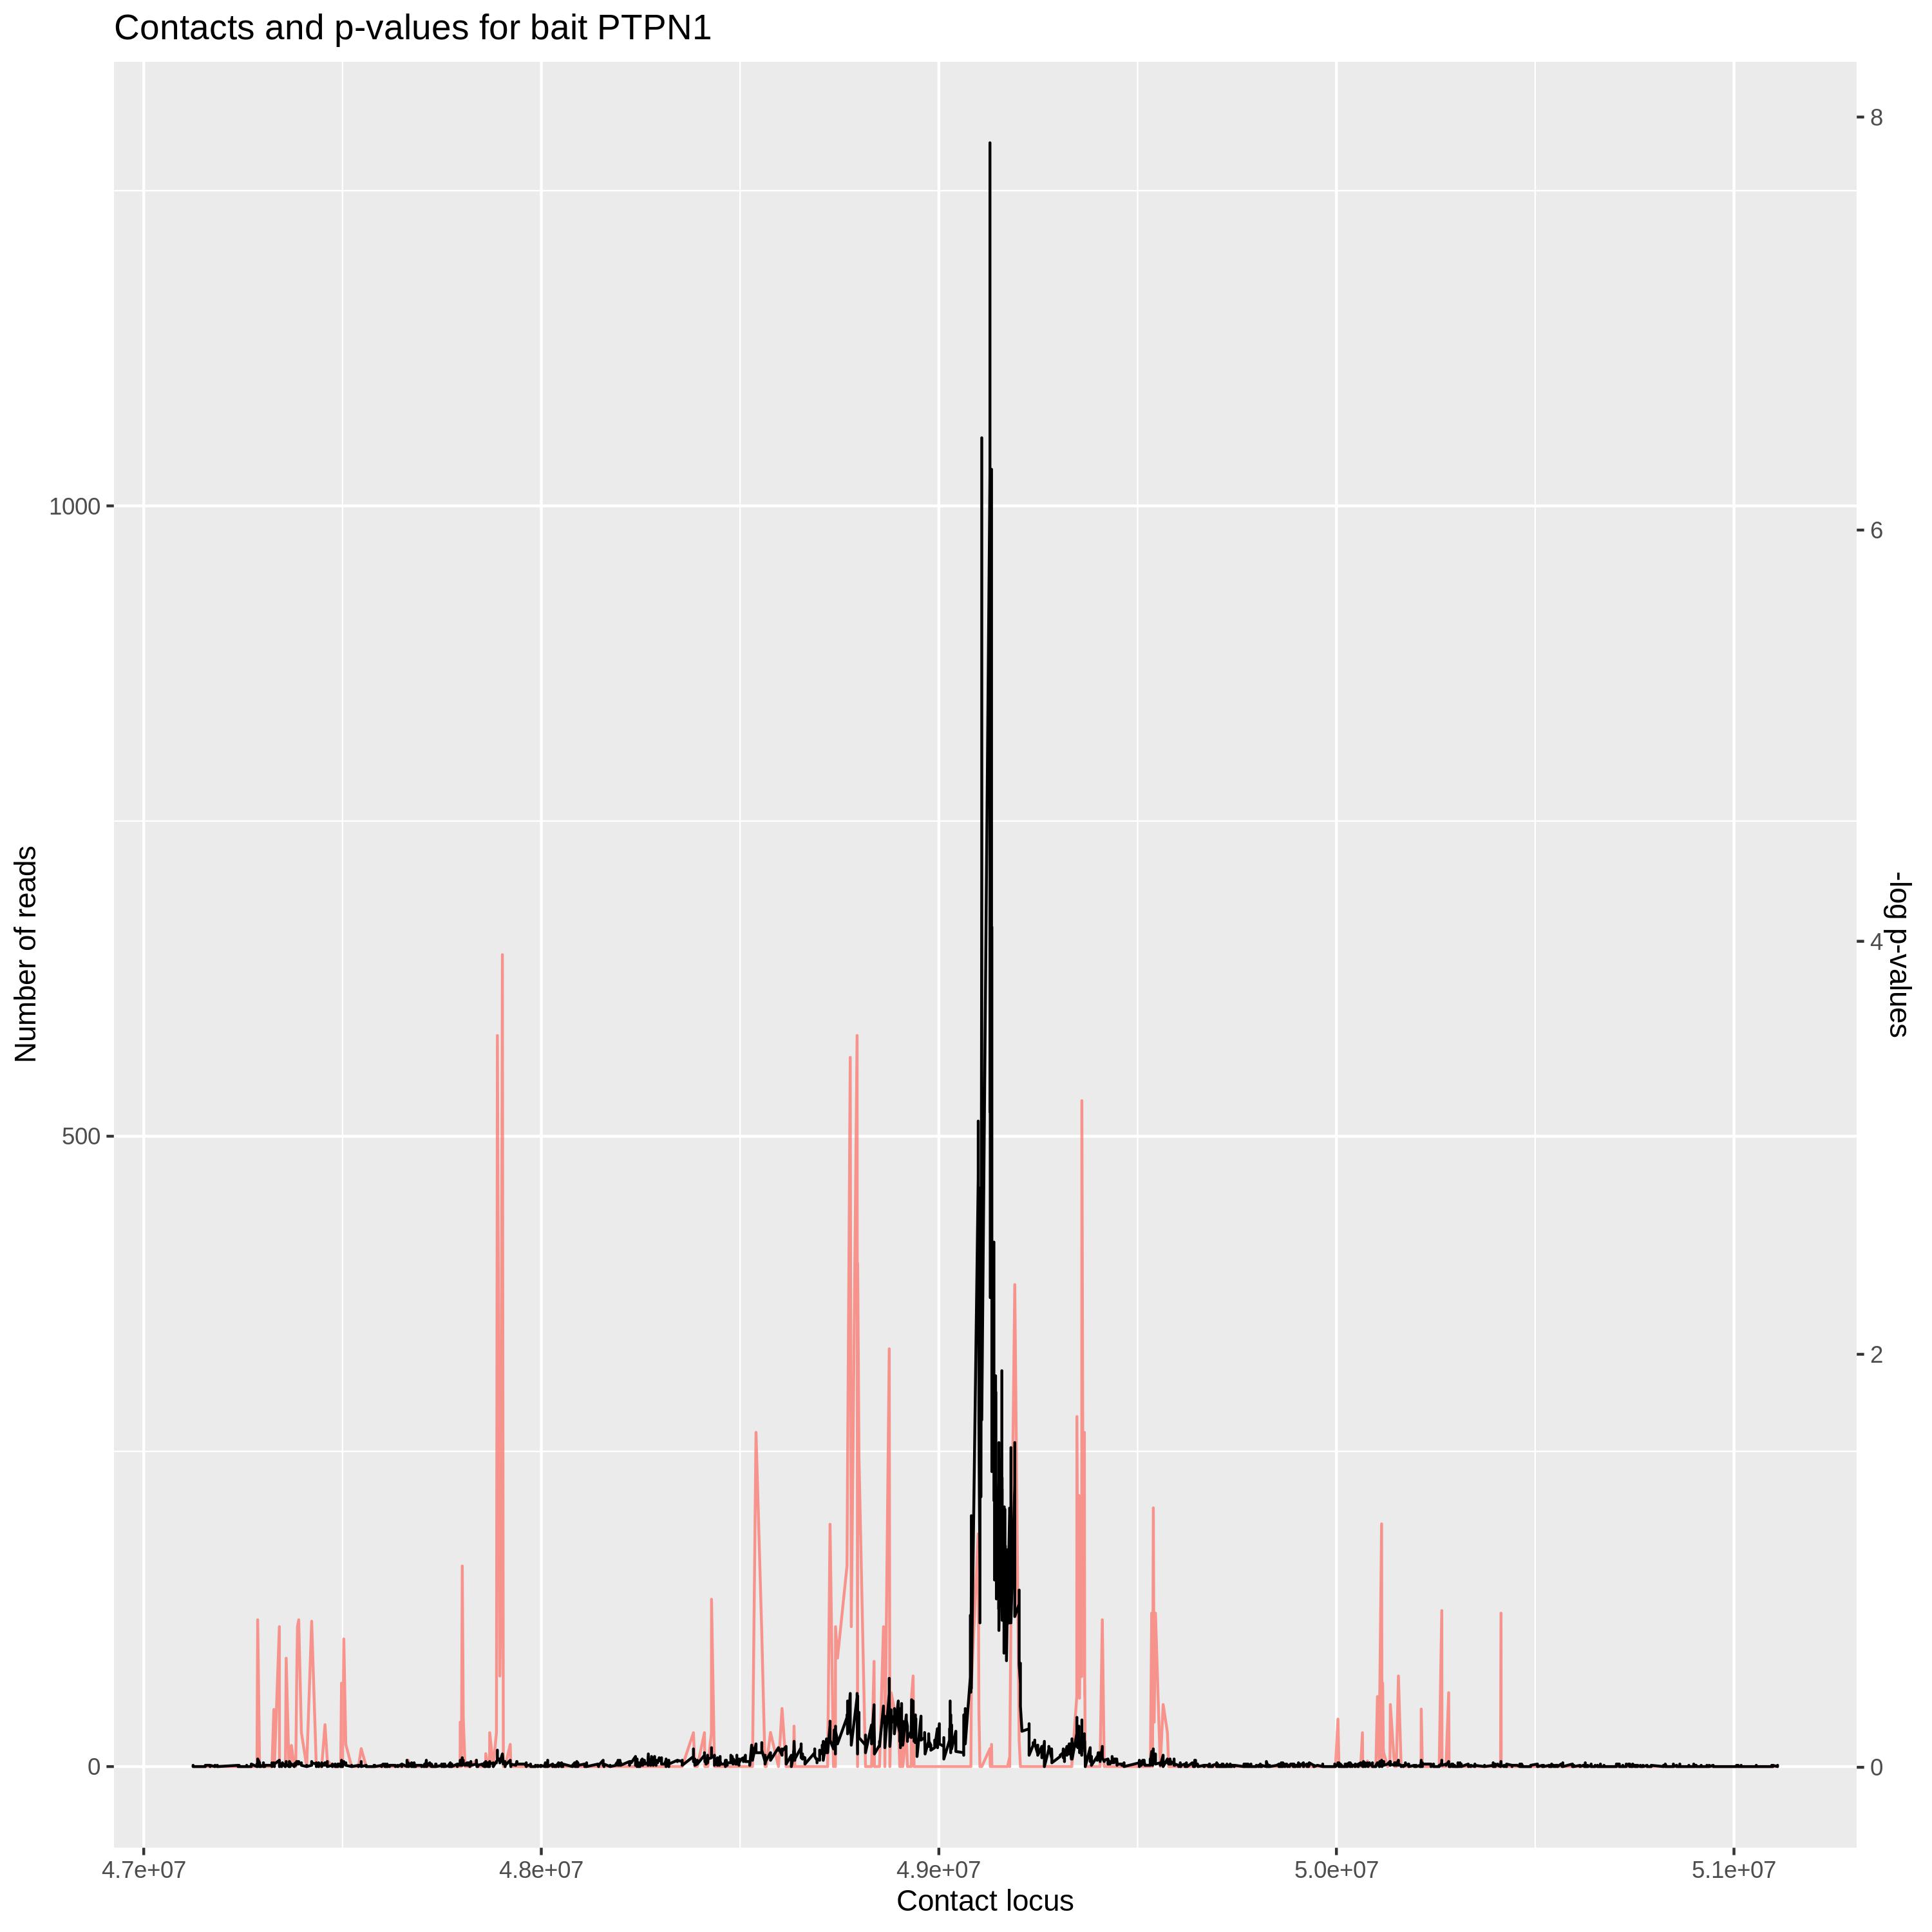 Contacts and p-values for bait PTPN1
Number of reads
1000
500
0
8
6
4
2
0
-log p-values
4.7e+07
4.8e+07
4.9e+07
5.0e+07
5.1e+07
Contact locus